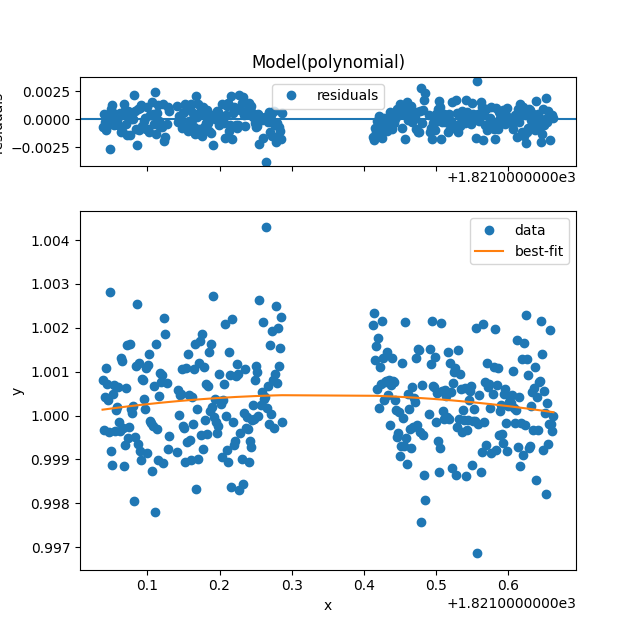 Model(polynomial)
residuals
0.0025
0.0000
−0.0025
residuals
+1.8210000000e3
data
best-fit
1.004
1.003
1.002
1.001
1.000
0.999
0.998
0.997
y
0.1 0.2 0.3 0.4 0.5 0.6
x
+1.8210000000e3